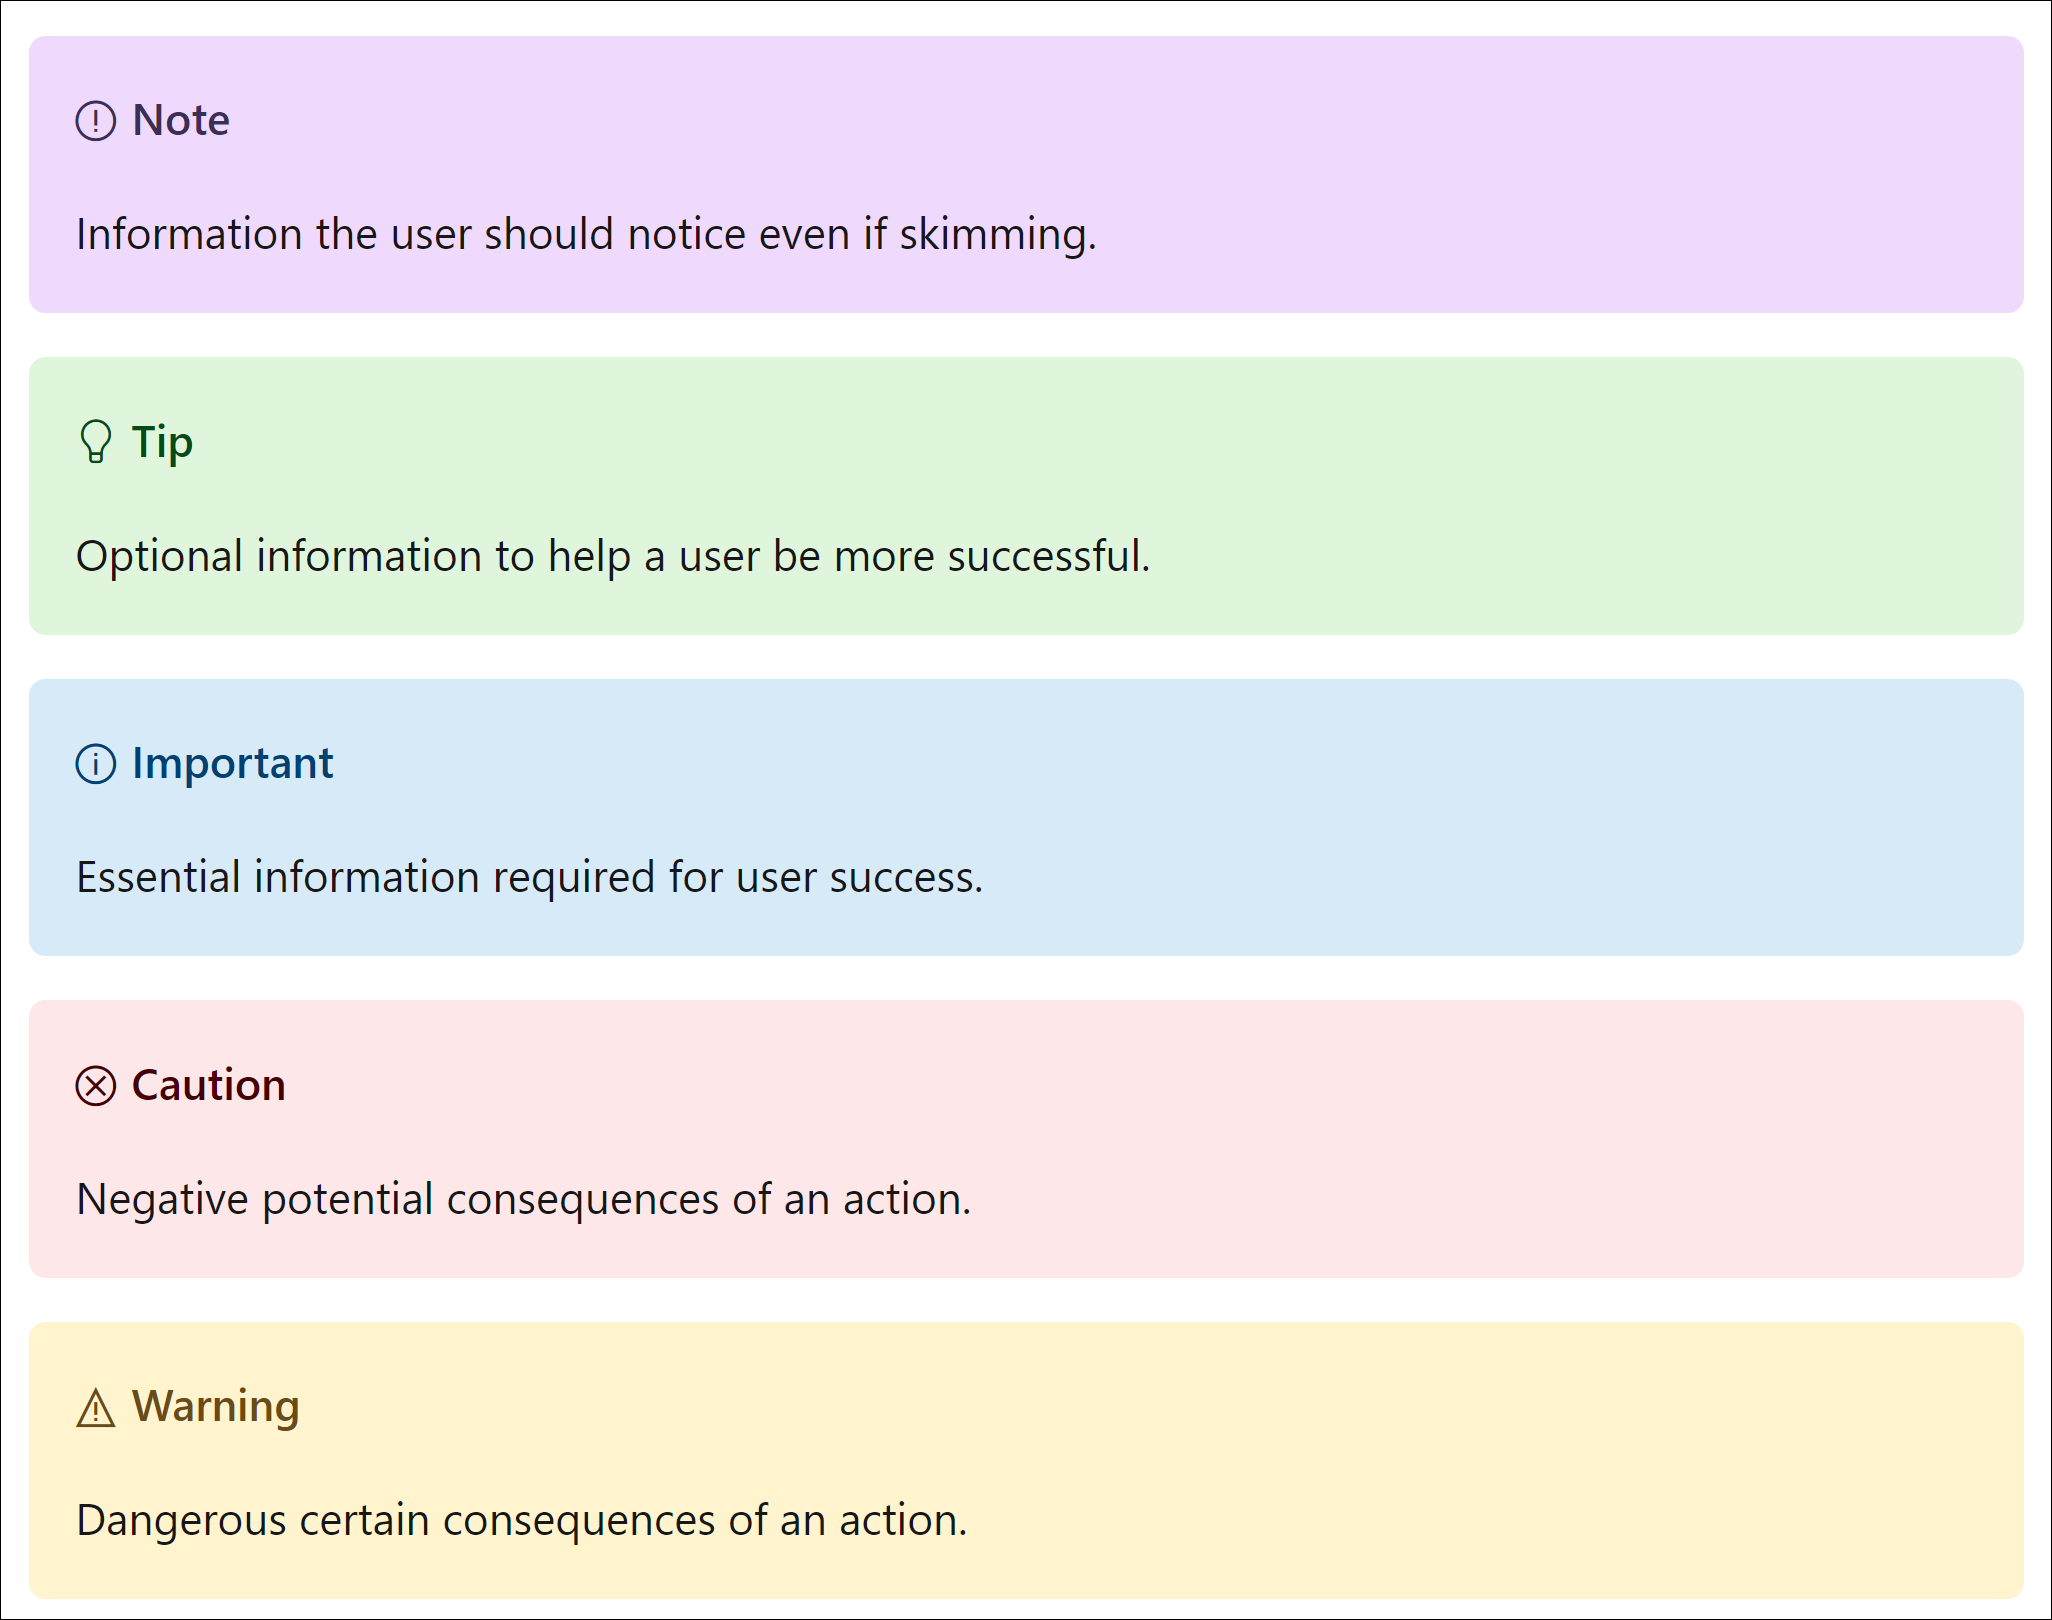 Note
Information the user should notice even if skimming.
Tip
Optional information to help a user be more successful.
Important
Essential information required for user success.
Caution
Negative potential consequences of an action.
Warning
Dangerous certain consequences of an action.